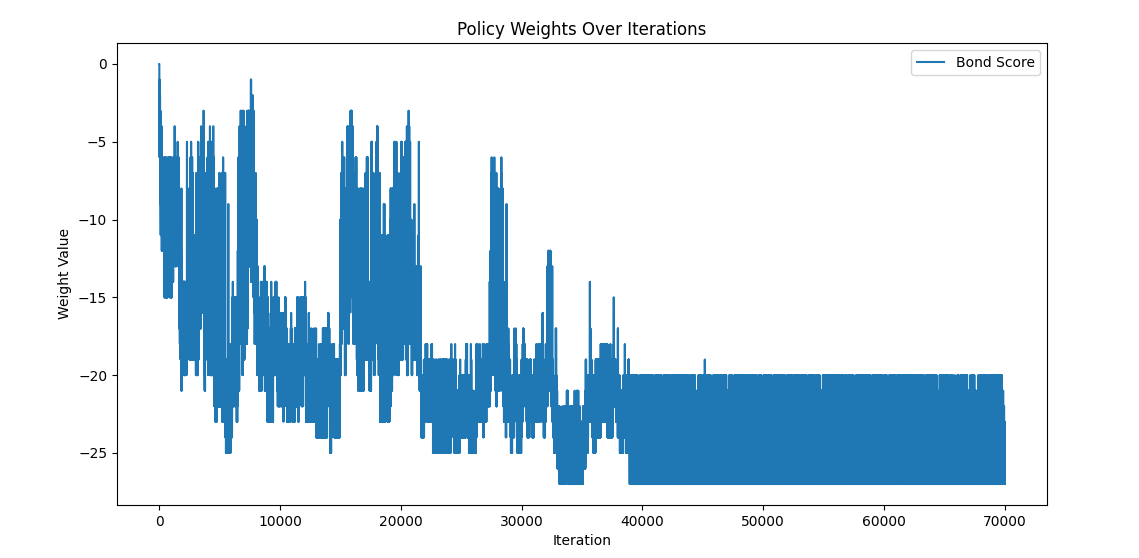 Policy Weights Over Iterations
Bond Score
Weight Value
0
−5
−10
−15
−20
−25
0 10000 20000 30000 40000 50000 60000 70000
Iteration